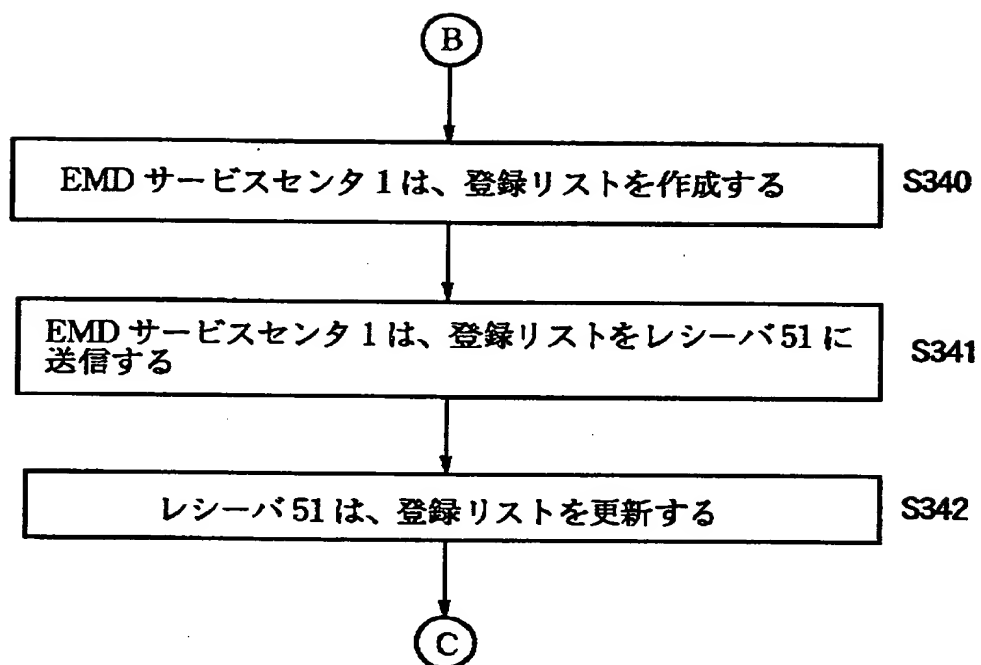 B
EMD サービスセンタ 1 は、登録リストを作成する
S340
EMD サービスセンタ 1 は、登録リストをレシーバ 51 に
送信する
S341
レシーバ 51 は、登録リストを更新する
S342
C